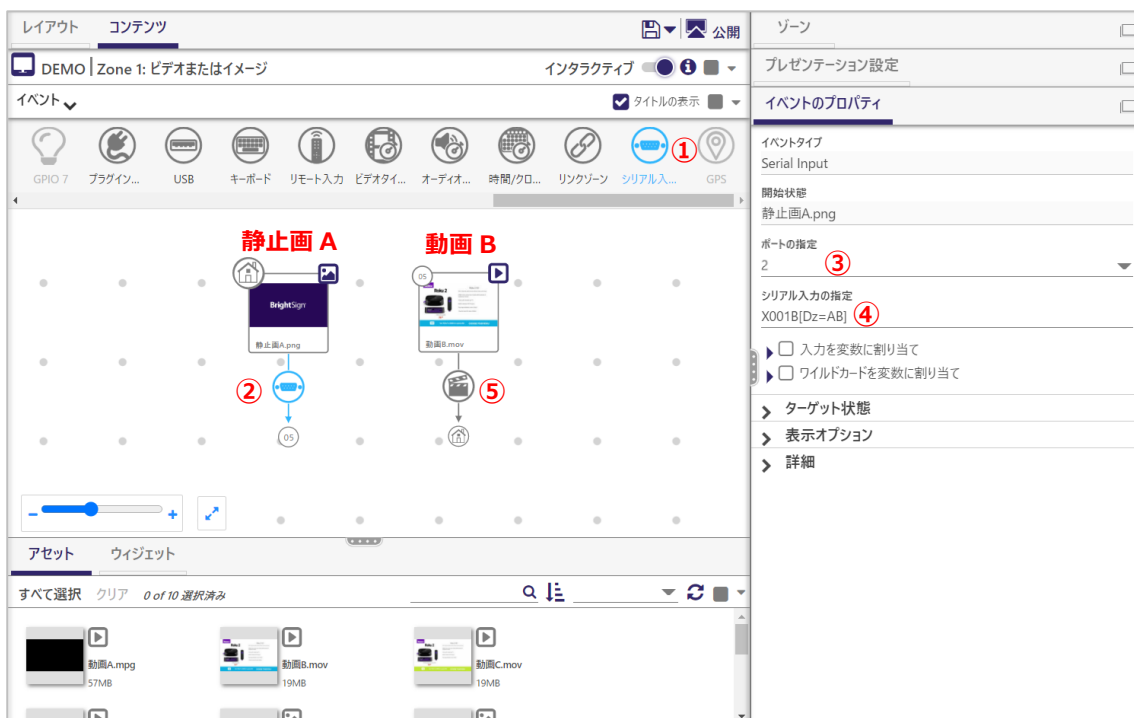 レイアウト コンテンツ 公開
DEMO Zone 1: ビデオまたはイメージ インタラクティブ
イベント タイトルの表示
GPIO 7 プラグイン... USB キーボード リモート入力 ビデオタイ... オーディオ... 時間/クロ... リンクゾーン シリアル入... ① GPS
静止画 A 動画 B
05
BrightSign
静止画A.png 動画B.mov
② ⑤
05
アセット ウィジェット
すべて選択 クリア 0 of 10 選択済み
動画A.mpg 動画B.mov 動画C.mov
57MB 19MB 19MB
ゾーン
プレゼンテーション設定
イベントのプロパティ
イベントタイプ
Serial Input
開始状態
静止画A.png
ポートの指定
2 ③
シリアル入力の指定
X001B[Dz=AB] ④
入力を変数に割り当て
ワイルドカードを変数に割り当て
ターゲット状態
表示オプション
詳細